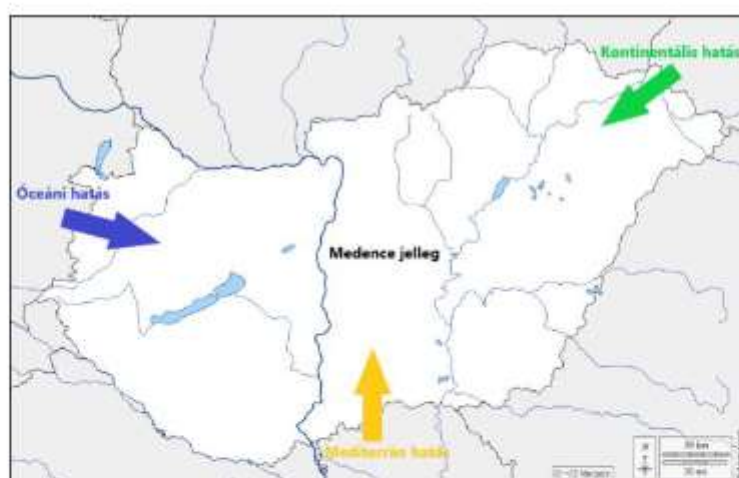 Kontinentális hatás
Óceáni hatás
Medence jelleg
Mediterrán hatás